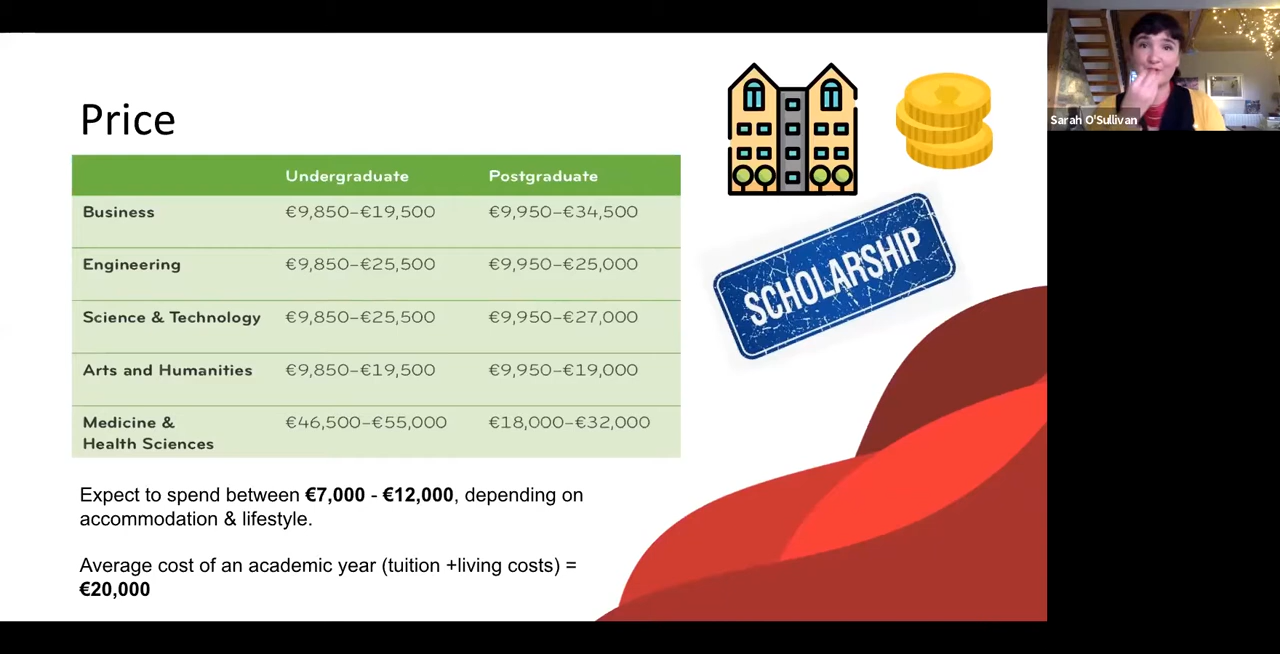 Price
Undergraduate Postgraduate
Business €9,850–€19,500 €9,950–€34,500
Engineering €9,850–€25,500 €9,950–€25,000
Science & Technology €9,850–€25,500 €9,950–€27,000
Arts and Humanities €9,850–€19,500 €9,950–€19,000
Medicine & €46,500–€55,000 €18,000–€32,000
Health Sciences
Expect to spend between €7,000 - €12,000, depending on
accommodation & lifestyle.
Average cost of an academic year (tuition +living costs) =
€20,000
SCHOLARSHIP
Sarah O'Sullivan